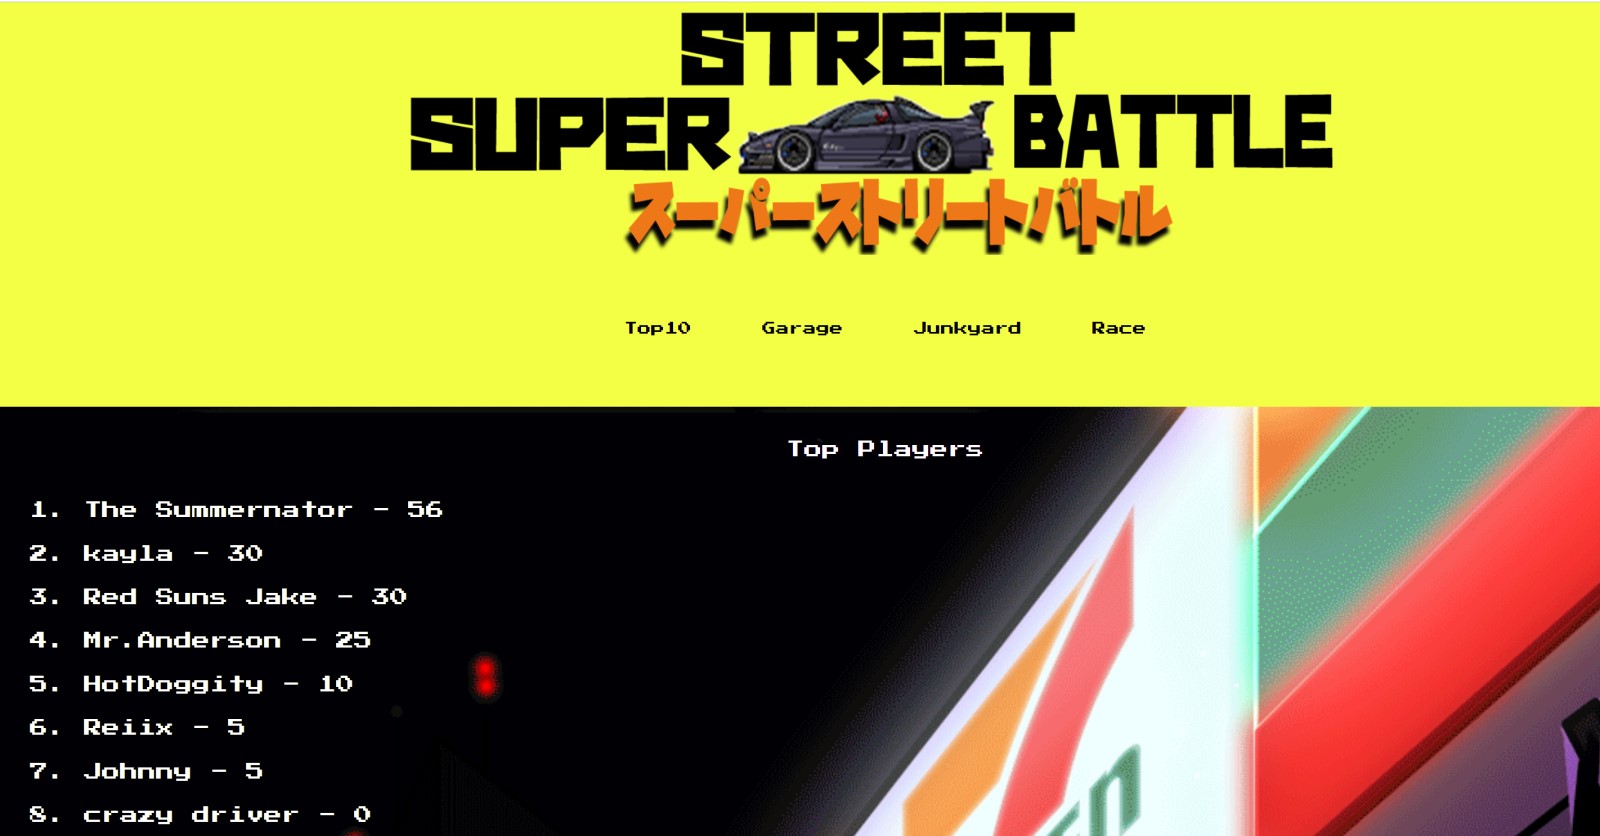 STREET
SUPER BATTLE
スーパーストリートバトル
Top10 Garage Junkyard Race
Top Players
1. The Summernator - 56
2. kayla - 30
3. Red Suns Jake - 30
4. Mr.Anderson - 25
5. HotDoggity - 10
6. Reiix - 5
7. Johnny - 5
8. crazy driver - 0
7
n